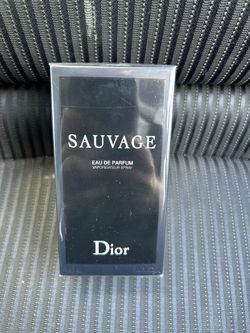 SAUVAGE
EAU DE PARFUM
VAPORISATEUR SPRAY
Dior